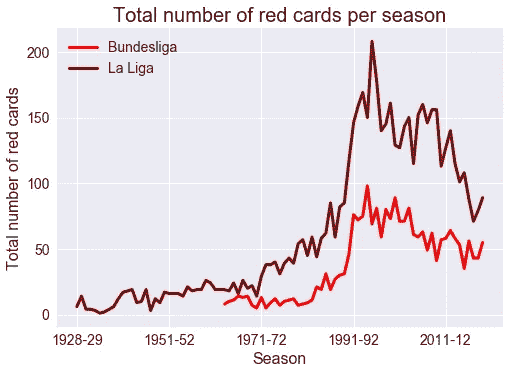 Total number of red cards per season
Bundesliga
La Liga
Total number of red cards
200
150
100
50
0
1928-29 1951-52 1971-72 1991-92 2011-12
Season